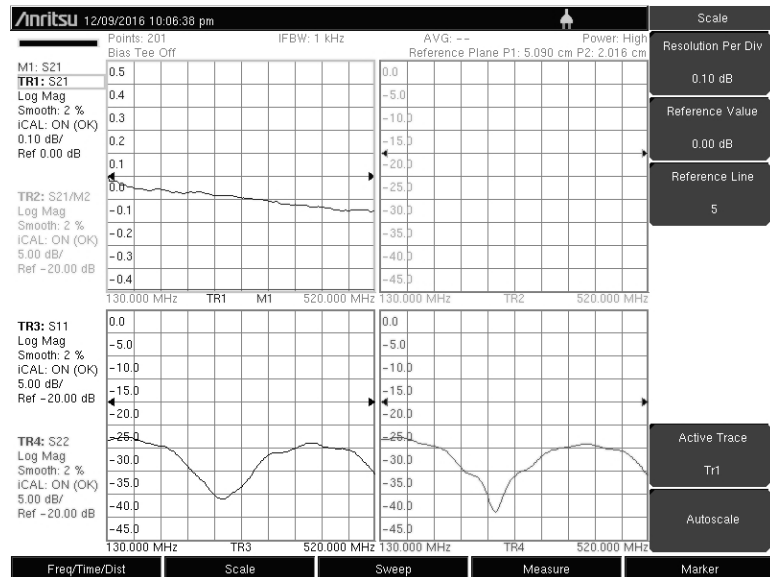 /Inritsu 12/09/2016 10:06:38 pm
Scale
Points: 201 IFBW: 1 kHz AVG: -- Power: High
Bias Tee Off Reference Plane P1: 5.090 cm P2: 2.016 cm
Resolution Per Div
0.10 dB
Reference Value
0.00 dB
Reference Line
5
M1: S21
TR1: S21
Log Mag
Smooth: 2 %
iCAL: ON (OK)
0.10 dB/
Ref 0.00 dB
TR2: S21/M2
Log Mag
Smooth: 2 %
iCAL: ON (OK)
5.00 dB/
Ref -20.00 dB
0.5
0.4
0.3
0.2
0.1
0.0
-0.1
-0.2
-0.3
-0.4
130.000 MHz TR1 M1 520.000 MHz
0.0
-5.0
-10.0
-15.0
-20.0
-25.0
-30.0
-35.0
-40.0
-45.0
130.000 MHz TR2 520.000 MHz
TR3: S11
Log Mag
Smooth: 2 %
iCAL: ON (OK)
5.00 dB/
Ref -20.00 dB
TR4: S22
Log Mag
Smooth: 2 %
iCAL: ON (OK)
5.00 dB/
Ref -20.00 dB
0.0
-5.0
-10.0
-15.0
-20.0
-25.0
-30.0
-35.0
-40.0
-45.0
130.000 MHz TR3 520.000 MHz
0.0
-5.0
-10.0
-15.0
-20.0
-25.0
-30.0
-35.0
-40.0
-45.0
130.000 MHz TR4 520.000 MHz
Active Trace
Tr1
Autoscale
Freq/Time/Dist Scale Sweep Measure Marker